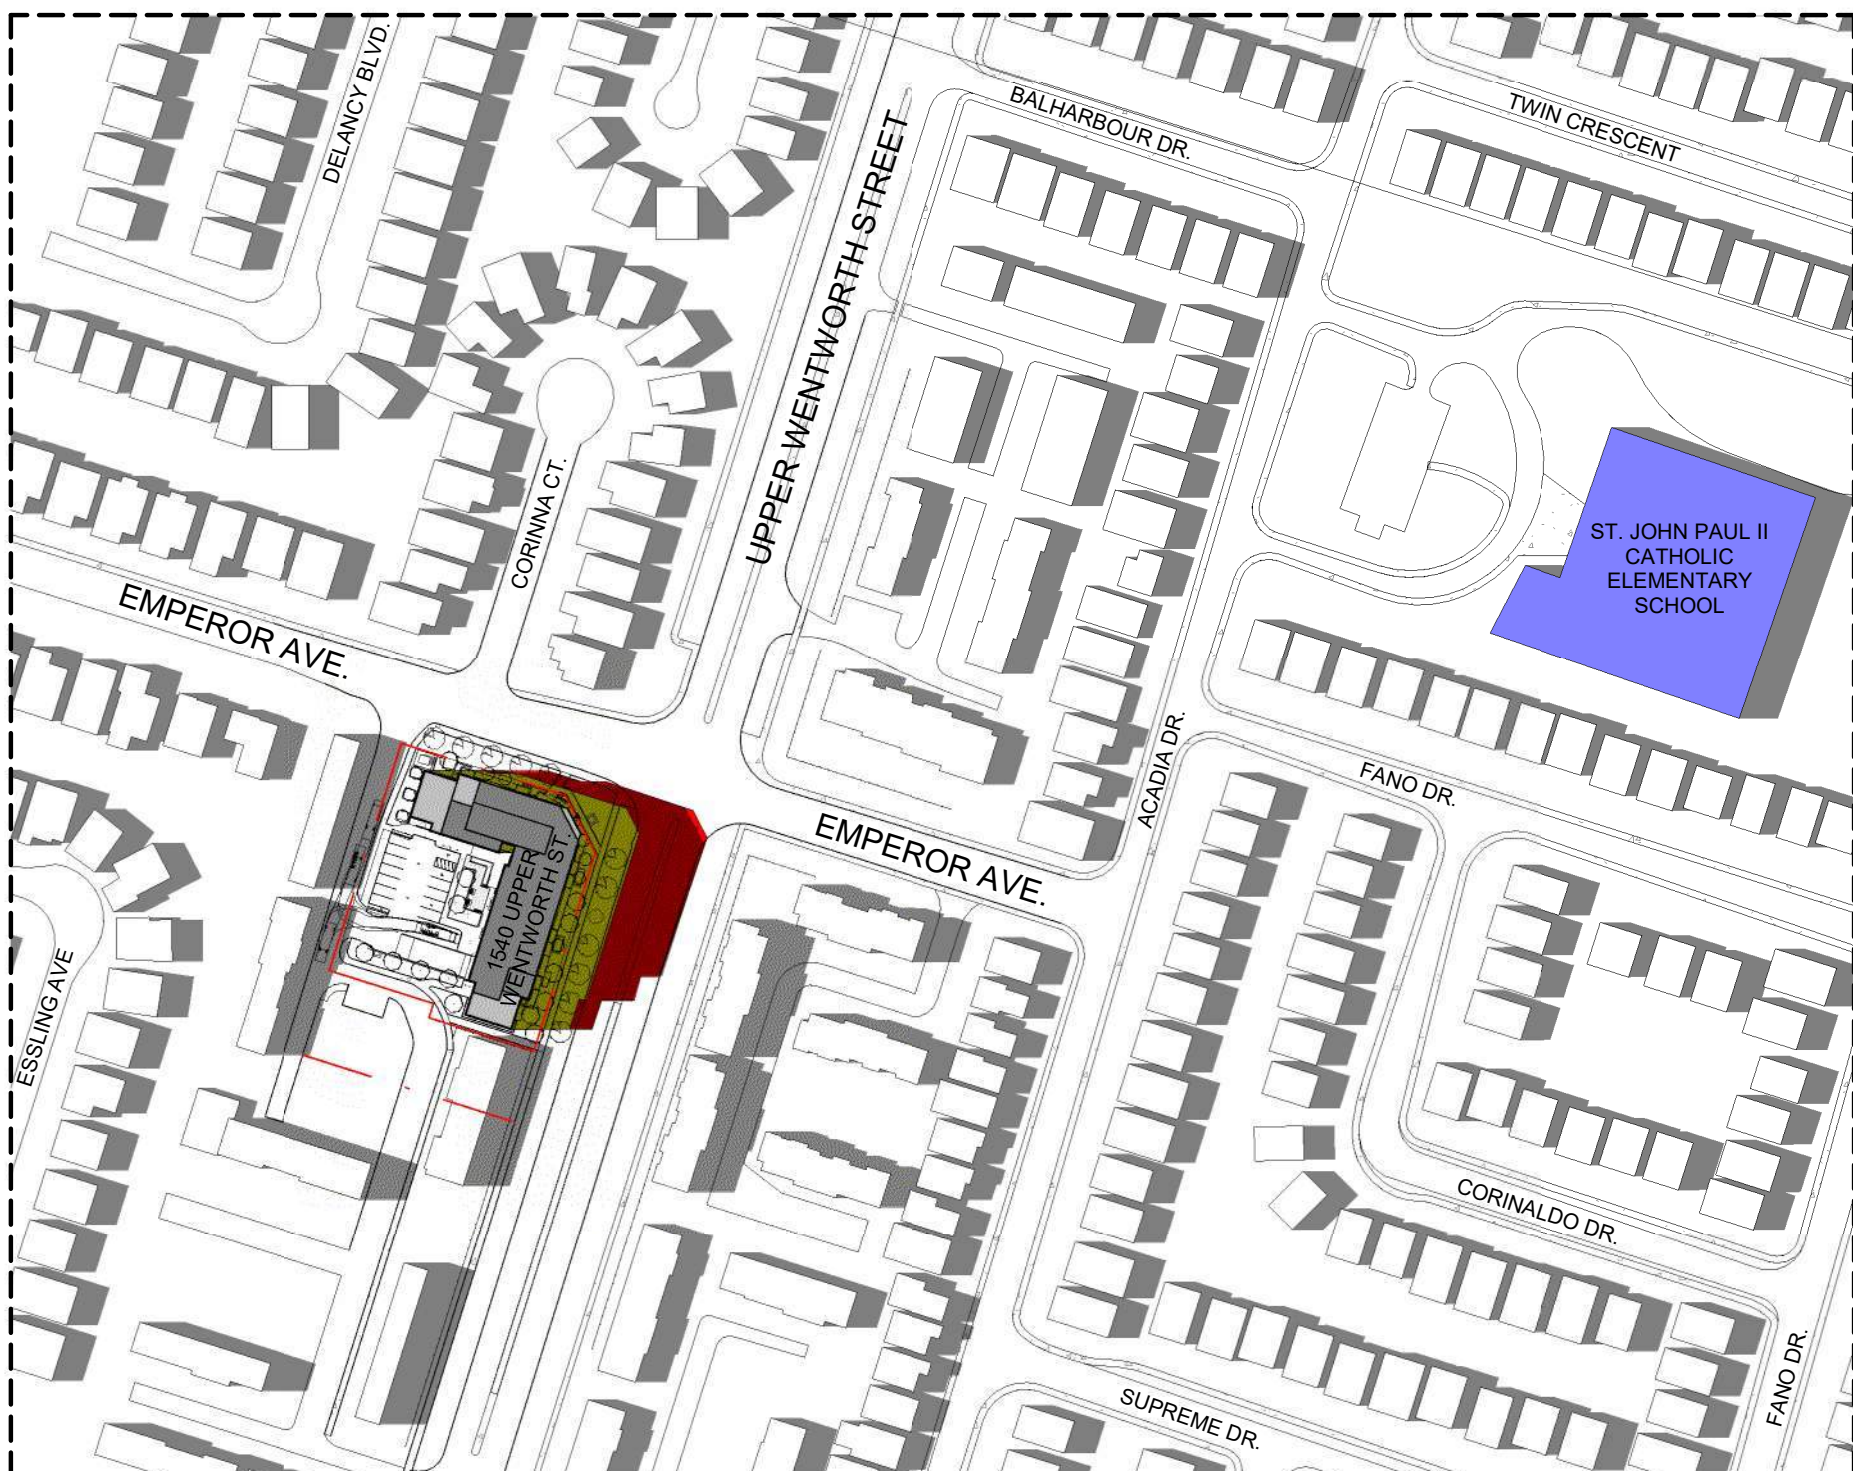 DELANCY BLVD.
BALHARBOUR DR.
TWIN CRESCENT
UPPER WENTWORTH STREET
CORINNA CT.
ST. JOHN PAUL II
CATHOLIC
ELEMENTARY
SCHOOL
EMPEROR AVE.
ACADIA DR.
FANO DR.
EMPEROR AVE.
1540 UPPER
WENTWORTH ST.
ESSLING AVE
CORINALDO DR.
FANO DR.
SUPREME DR.